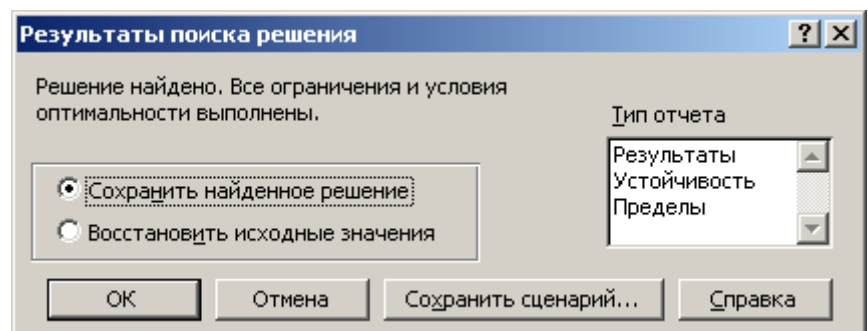 Результаты поиска решения
Решение найдено. Все ограничения и условия
оптимальности выполнены.
Тип отчета
Результаты
Устойчивость
Пределы
Сохранить найденное решение
Восстановить исходные значения
ОК
Отмена
Сохранить сценарий...
Справка